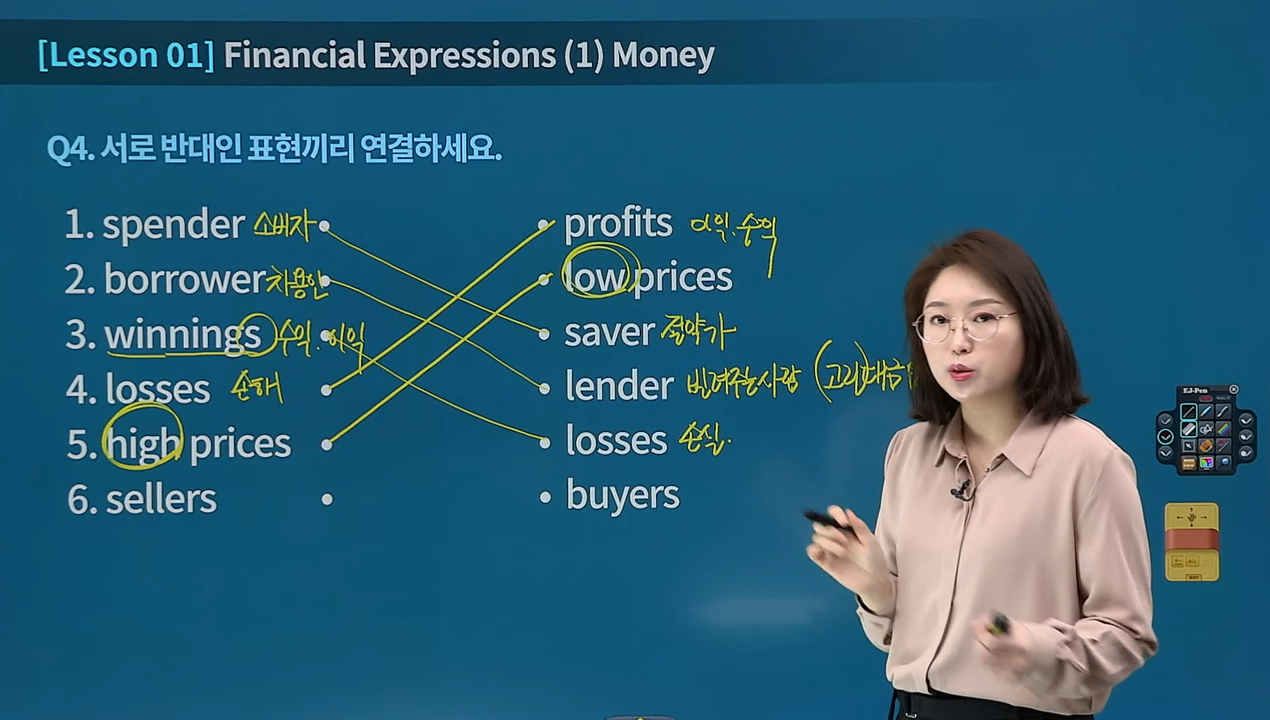 [Lesson 01] Financial Expressions (1) Money
Q4. 서로 반대인 표현끼리 연결하세요.
1. spender 소비자
profits 이익. 수익
2. borrower 차용인
low prices
3. winnings 수익. 이익
saver 절약가
4. losses 손해
lender 빌려주는 사람 (고리)대금
5. high prices
losses 손실.
6. sellers
buyers
EJ-Pen
ALL